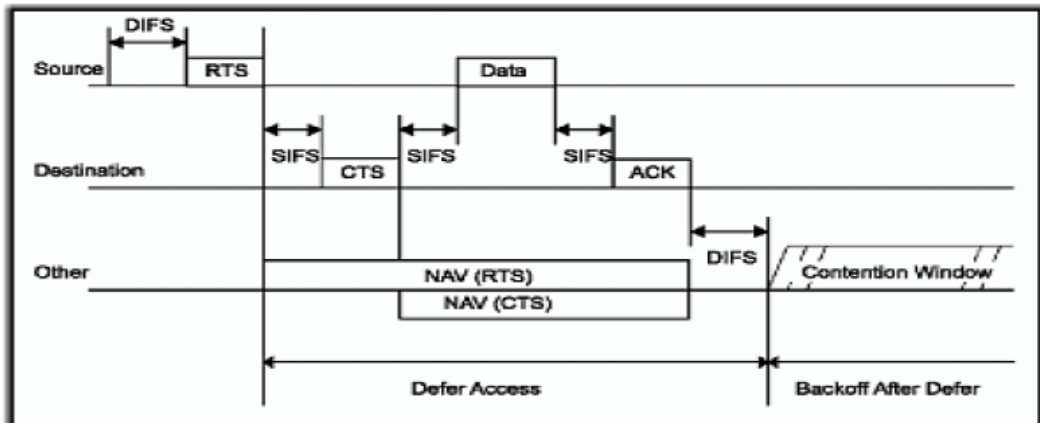 DIFS
Source RTS Data
SIFS SIFS SIFS
Destination CTS ACK
DIFS
Other NAV (RTS) Contention Window
NAV (CTS)
Defer Access Backoff After Defer